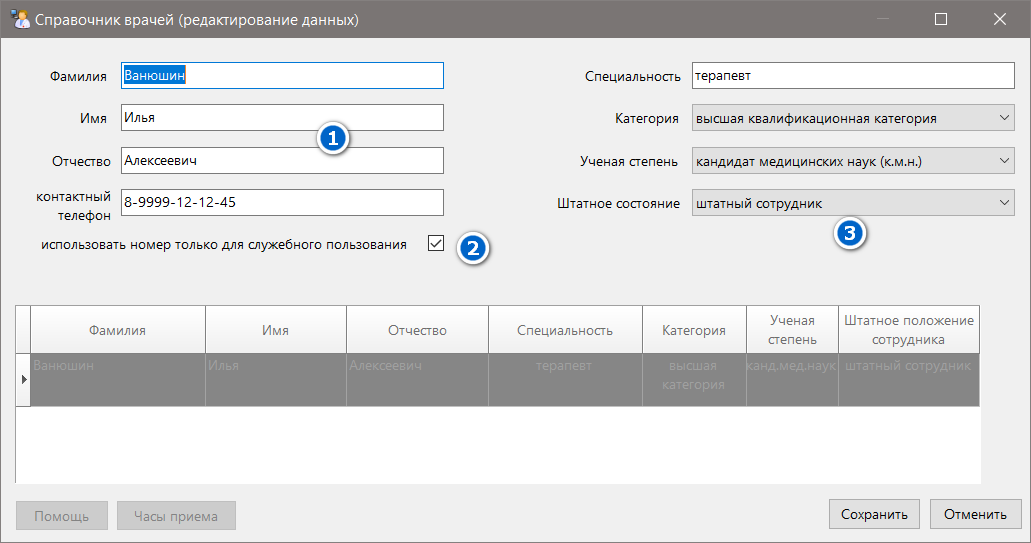 Справочник врачей (редактирование данных)
Фамилия
Ванюшин
Имя
Илья
1
Отчество
Алексеевич
контактный
телефон
8-9999-12-12-45
использовать номер только для служебного пользования
2
Специальность
терапевт
Категория
высшая квалификационная категория
Ученая степень
кандидат медицинских наук (к.м.н.)
Штатное состояние
штатный сотрудник
3
Фамилия
Имя
Отчество
Специальность
Категория
Ученая
степень
Штатное положение
сотрудника
Ванюшин
Илья
Алексеевич
терапевт
высшая
категория
канд.мед.наук
штатный сотрудник
Помощь
Часы приема
Сохранить
Отменить